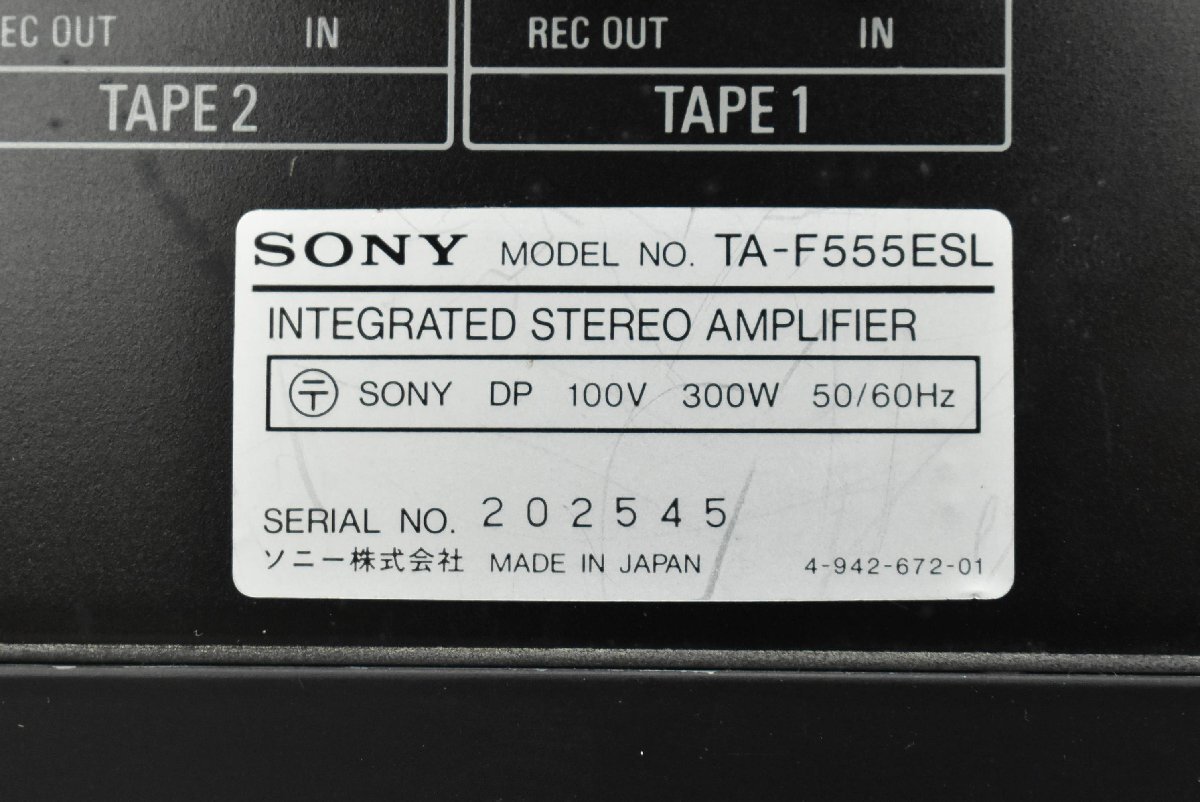 REC OUT IN REC OUT IN
TAPE 2 TAPE 1
SONY MODEL NO. TA-F555ESL
INTEGRATED STEREO AMPLIFIER
〒 SONY DP 100V 300W 50/60Hz
SERIAL NO. 202545
ソニー株式会社 MADE IN JAPAN 4-942-672-01